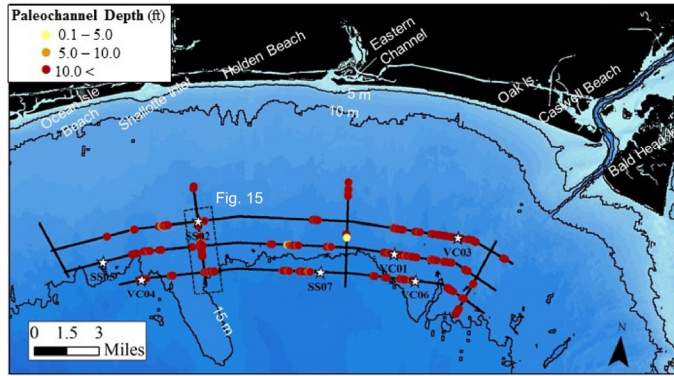 Paleochannel Depth (ft)
0.1 – 5.0
5.0 – 10.0
10.0 <
Ocean Isle
Beach
Shallotte Inlet
Holden Beach
Eastern
Channel
Oak Is.
Caswell Beach
Bald Head Is.
5 m
10 m
Fig. 15
SS02
VC03
SS03
VC01
VC04
SS07
VC06
15 m
0 1.5 3
Miles
N